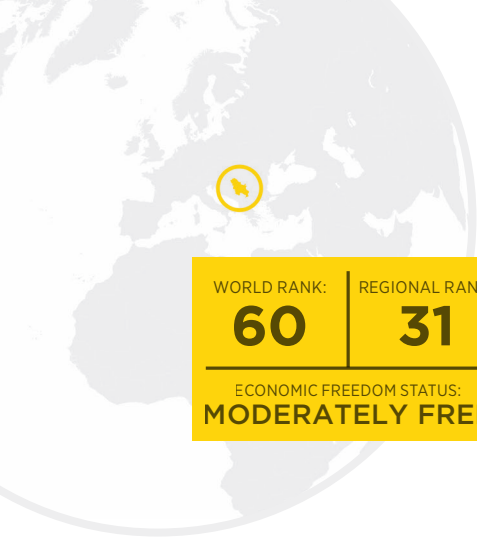 WORLD RANK:
REGIONAL RAN
60
31
ECONOMIC FREEDOM STATUS:
MODERATELY FRE